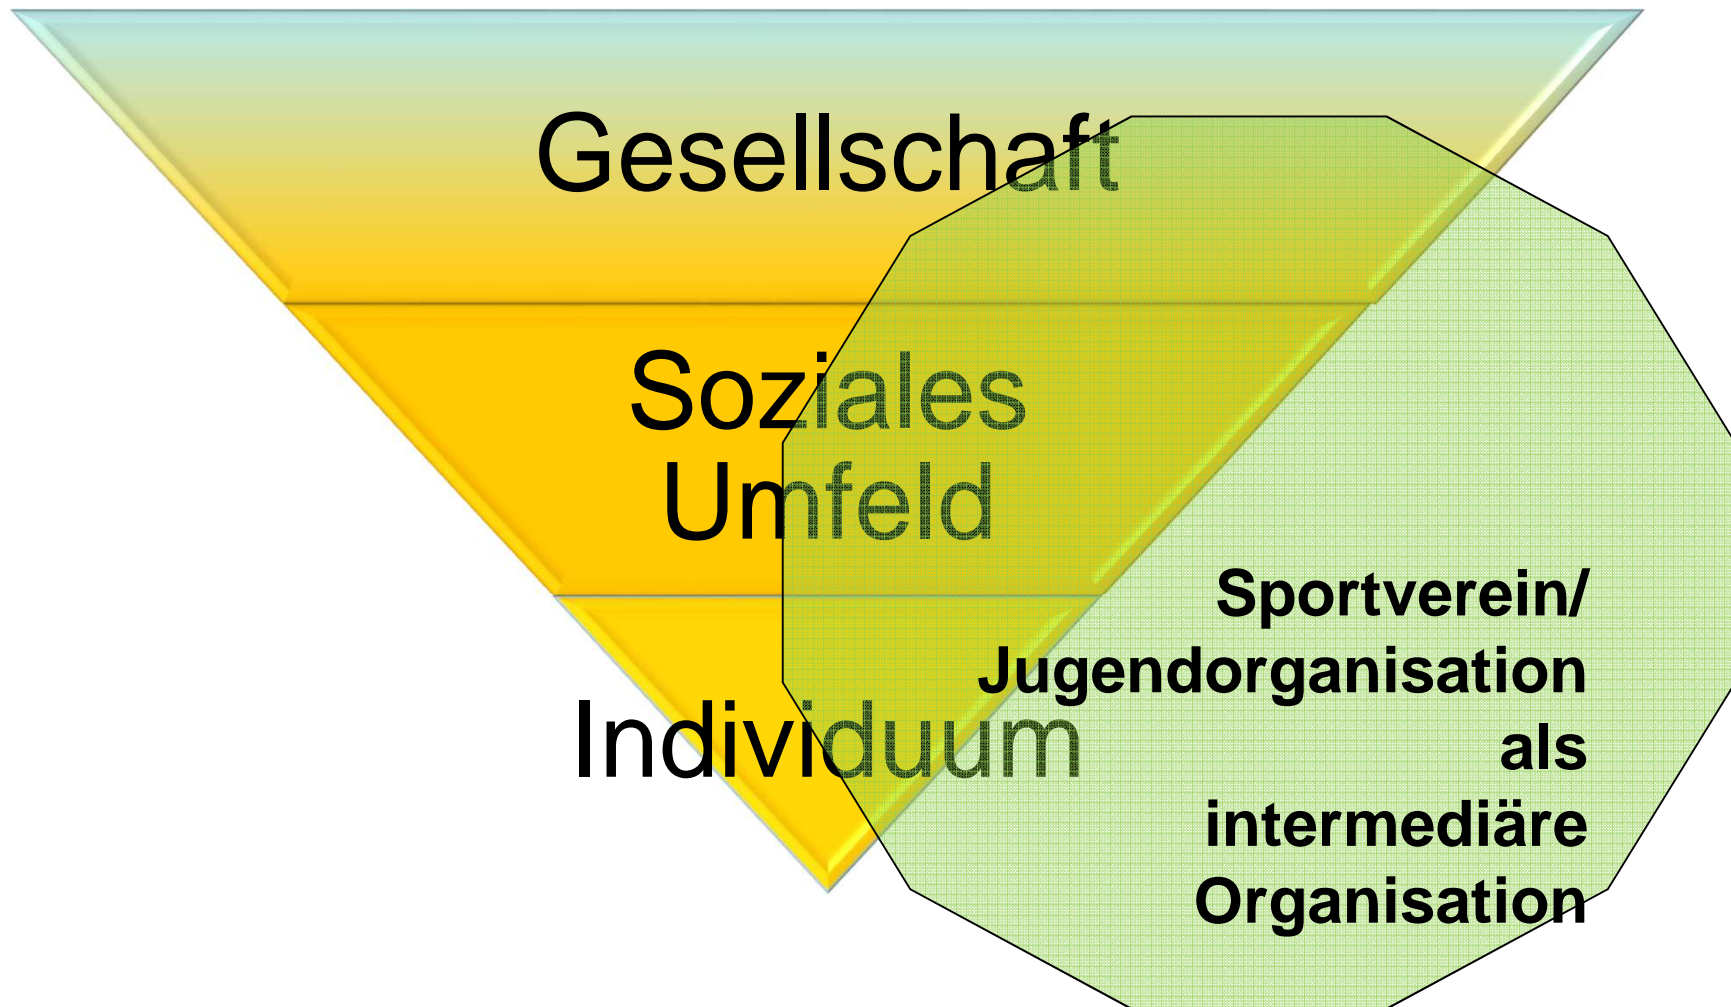 Gesellschaft
Soziales
Umfeld
Individuum
Sportverein/
Jugendorganisation
als
intermediäre
Organisation